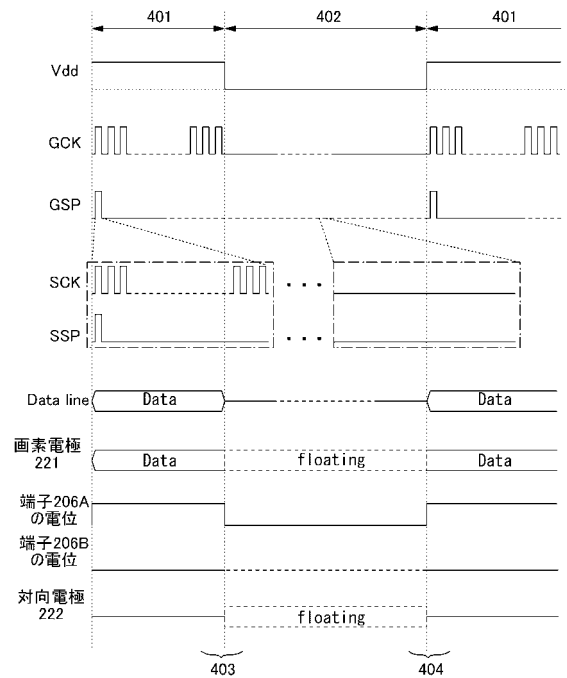 401 402 401
Vdd
GCK
GSP
SCK
SSP
Data line Data Data
画素電極
221 Data floating Data
端子206A
の電位
端子206B
の電位
対向電極
222 floating
403 404